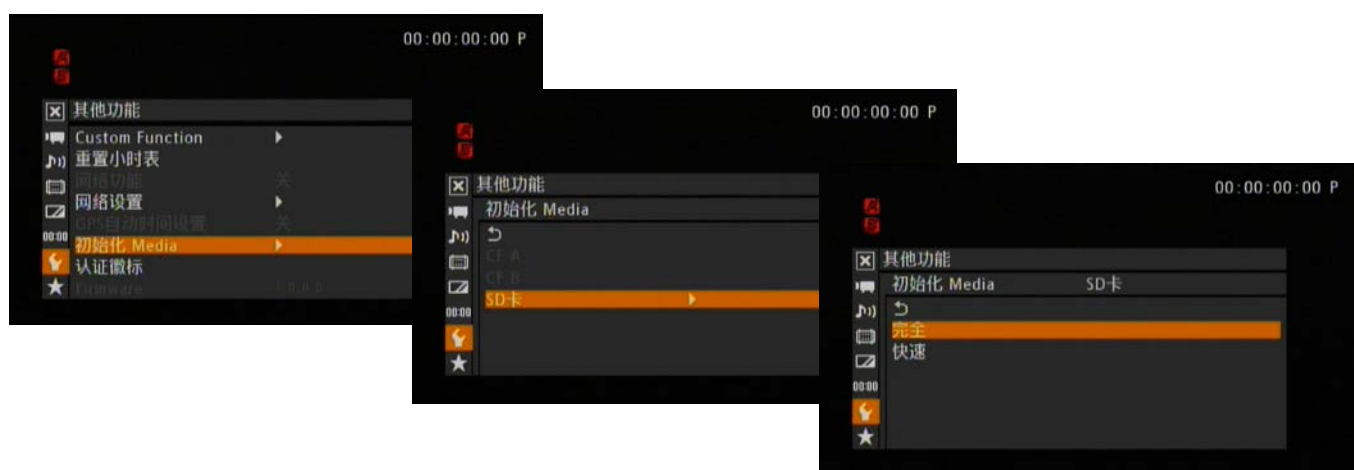 00:00:00:00 P
A
B
其他功能
Custom Function
重置小时表
网络功能 关
网络设置
GPS自动时间设置 关
00:00
初始化 Media
认证徽标
Firmware
00:00:00:00 P
A
B
其他功能
初始化 Media
CF A
CF B
SD卡
00:00
00:00:00:00 P
A
B
其他功能
初始化 Media SD卡
完全
快速
00:00